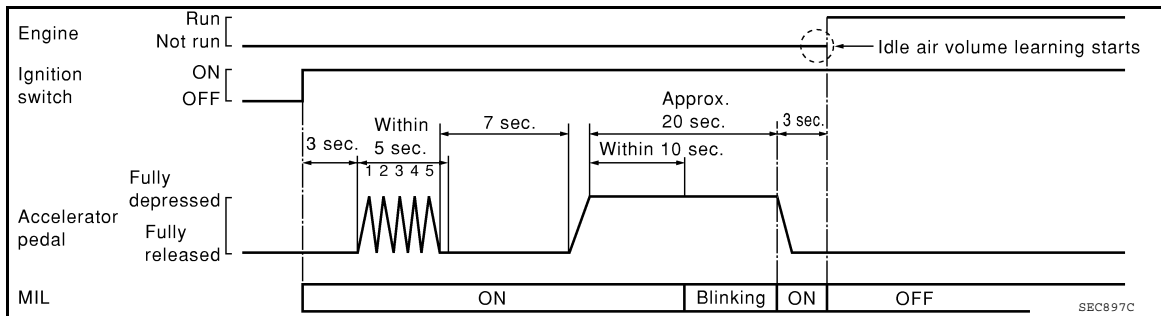 Engine
Run
Not run
Idle air volume learning starts
Ignition
switch
ON
OFF
3 sec.
Within
5 sec.
1 2 3 4 5
7 sec.
Approx.
20 sec.
Within 10 sec.
3 sec.
Accelerator
pedal
Fully
depressed
Fully
released
MIL
ON
Blinking
ON
OFF
SEC897C